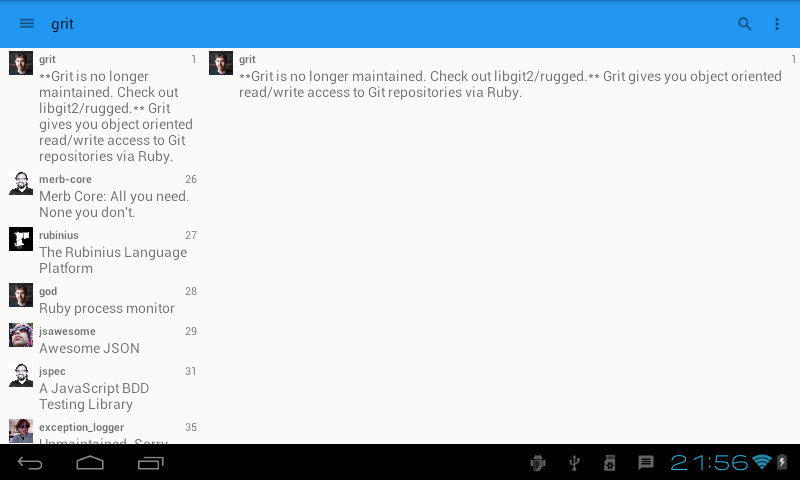 grit
grit 1
**Grit is no longer
maintained. Check out
libgit2/rugged.** Grit
gives you object oriented
read/write access to Git
repositories via Ruby.
merb-core 26
Merb Core: All you need.
None you don't.
rubinius 27
The Rubinius Language
Platform
god 28
Ruby process monitor
jsawesome 29
Awesome JSON
jspec 31
A JavaScript BDD
Testing Library
exception_logger 35
Unmaintained. Sorry
grit 1
**Grit is no longer maintained. Check out libgit2/rugged.** Grit gives you object oriented
read/write access to Git repositories via Ruby.
21:56